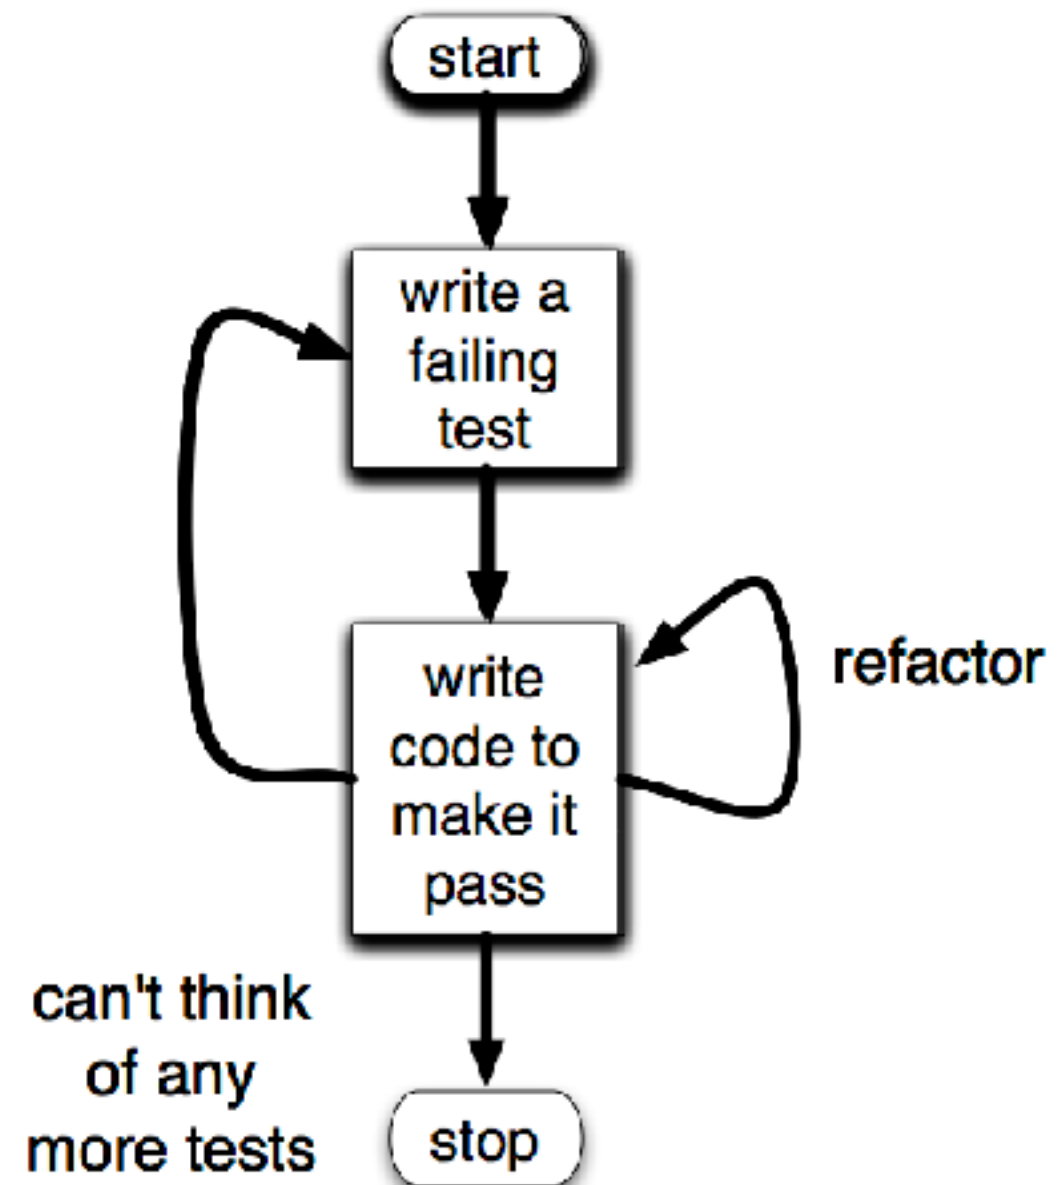 start
write a
failing
test
write
code to
make it
pass
refactor
can't think
of any
more tests
stop